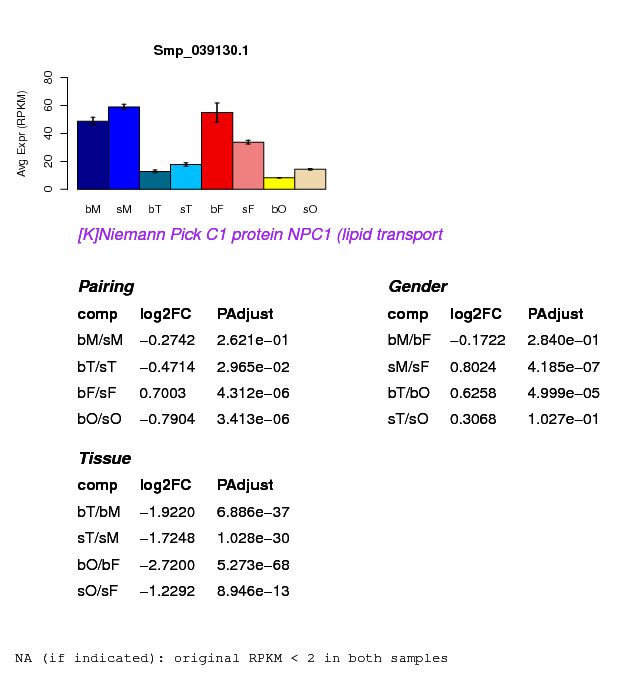 Smp_039130.1
Avg Expr (RPKM)
80
60
40
20
0
bM sM bT sT bF sF bO sO
[K]Niemann Pick C1 protein NPC1 (lipid transport
Pairing
comp log2FC PAdjust
bM/sM −0.2742 2.621e−01
bT/sT −0.4714 2.965e−02
bF/sF 0.7003 4.312e−06
bO/sO −0.7904 3.413e−06
Gender
comp log2FC PAdjust
bM/bF −0.1722 2.840e−01
sM/sF 0.8024 4.185e−07
bT/bO 0.6258 4.999e−05
sT/sO 0.3068 1.027e−01
Tissue
comp log2FC PAdjust
bT/bM −1.9220 6.886e−37
sT/sM −1.7248 1.028e−30
bO/bF −2.7200 5.273e−68
sO/sF −1.2292 8.946e−13
NA (if indicated): original RPKM < 2 in both samples